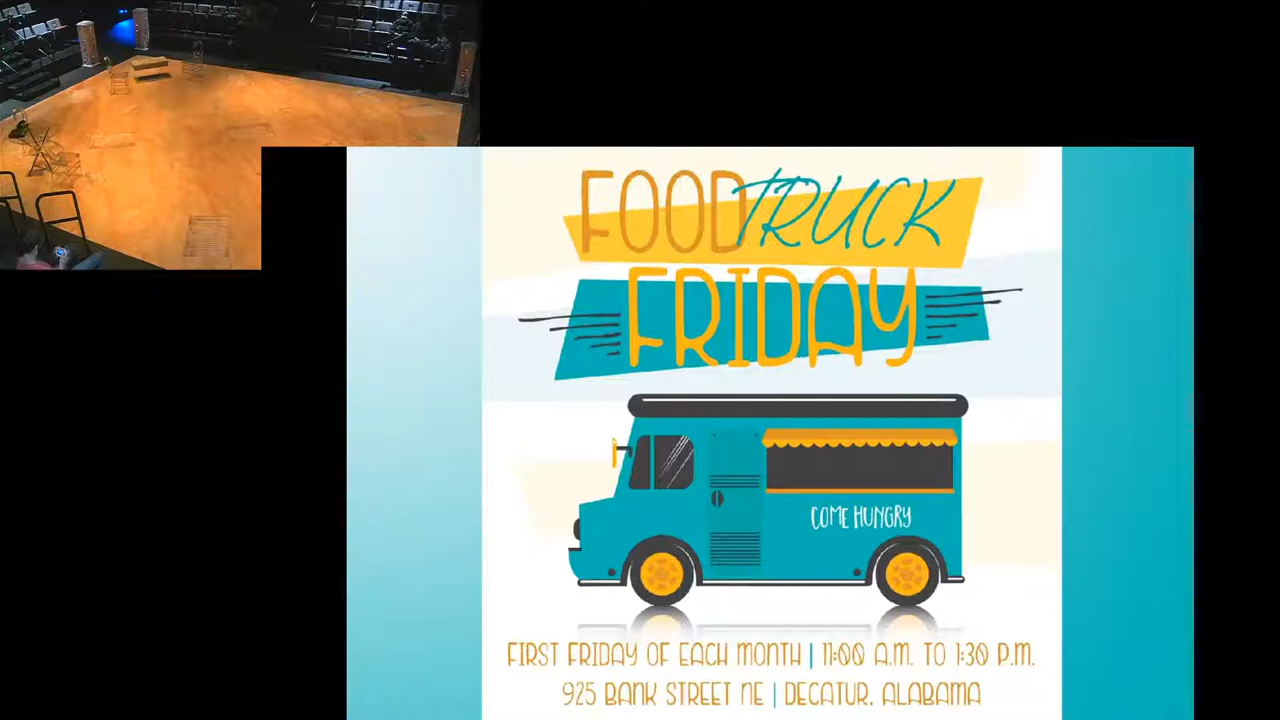 FOOD TRUCK
FRIDAY
COME HUNGRY
FIRST FRIDAY OF EACH MONTH | 11:00 A.M. TO 1:30 P.M.
925 BANK STREET NE | DECATUR, ALABAMA